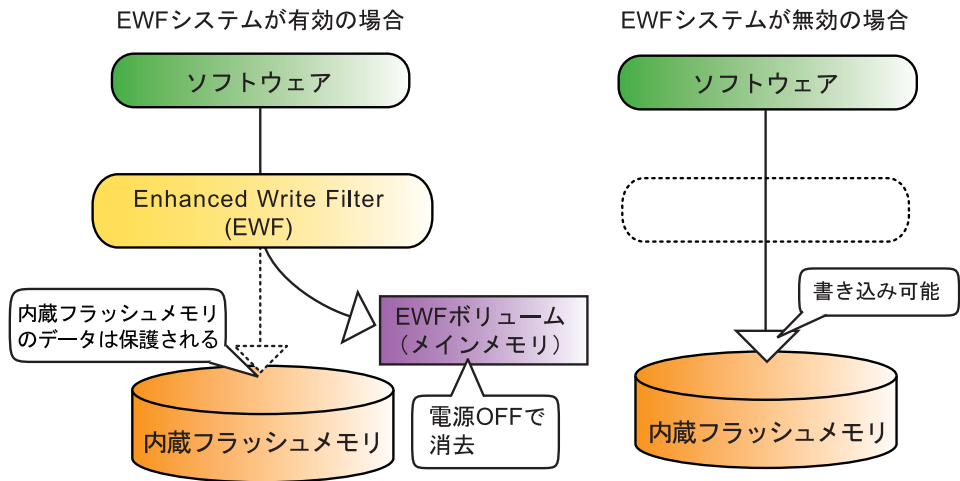 EWFシステムが有効の場合
ソフトウェア
Enhanced Write Filter
(EWF)
内蔵フラッシュメモリ
のデータは保護される
EWFボリューム
（メインメモリ）
電源OFFで
消去
内蔵フラッシュメモリ
EWFシステムが無効の場合
ソフトウェア
書き込み可能
内蔵フラッシュメモリ